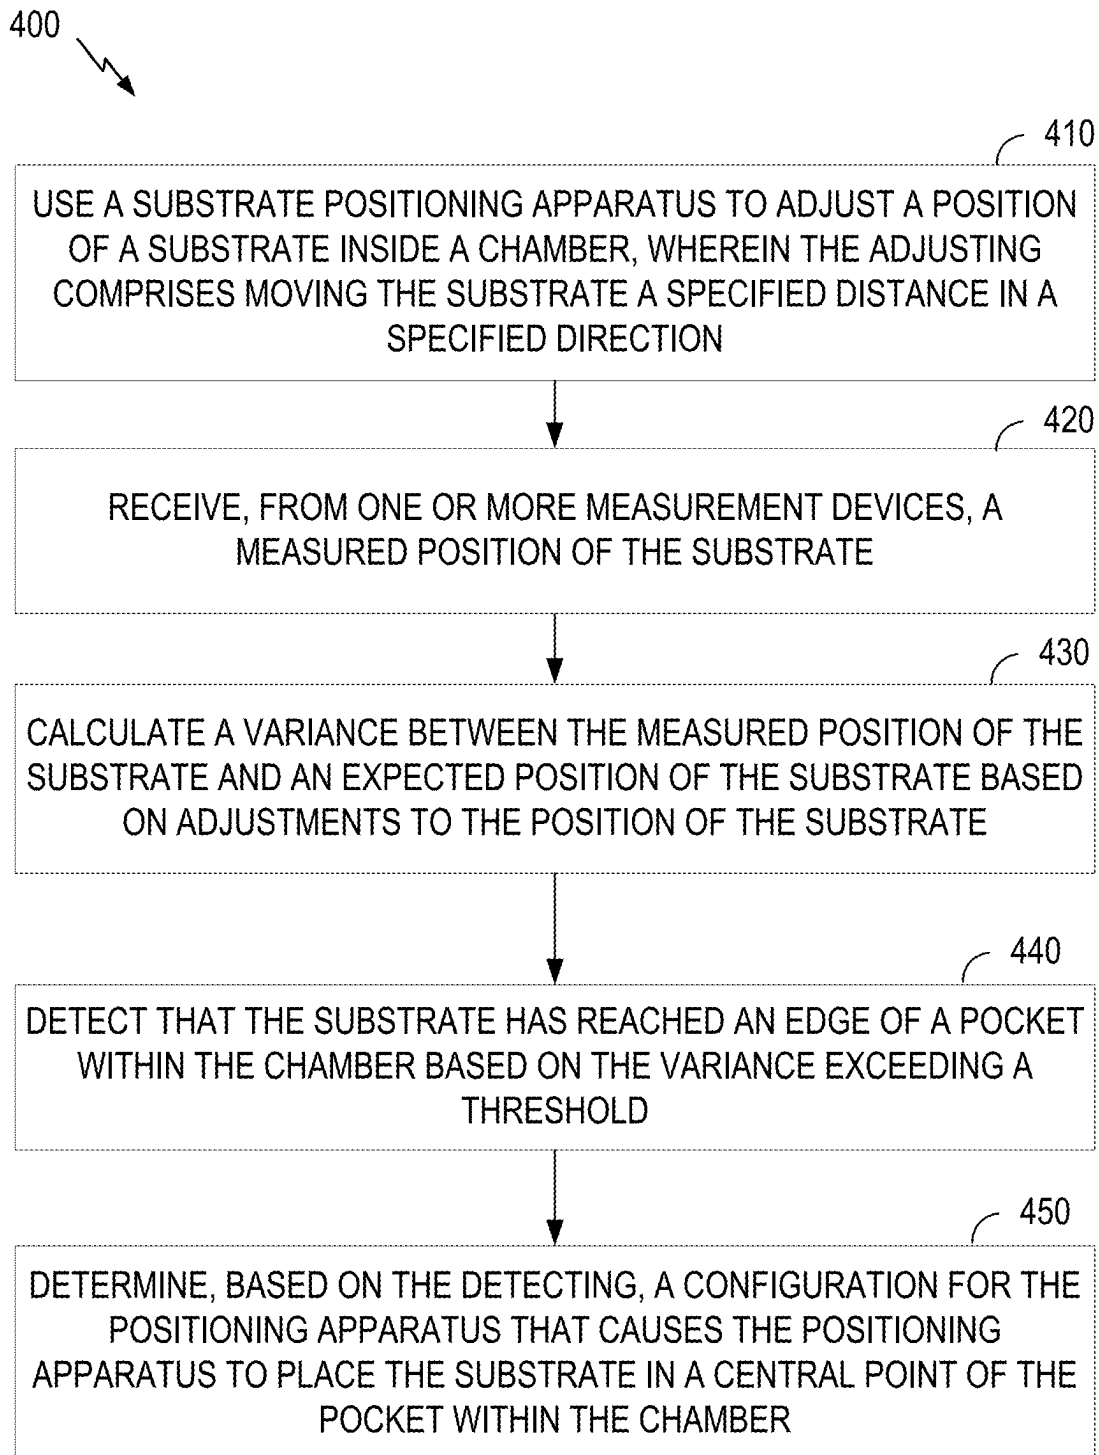 400
410
USE A SUBSTRATE POSITIONING APPARATUS TO ADJUST A POSITION
OF A SUBSTRATE INSIDE A CHAMBER, WHEREIN THE ADJUSTING
COMPRISES MOVING THE SUBSTRATE A SPECIFIED DISTANCE IN A
SPECIFIED DIRECTION
420
RECEIVE, FROM ONE OR MORE MEASUREMENT DEVICES, A
MEASURED POSITION OF THE SUBSTRATE
430
CALCULATE A VARIANCE BETWEEN THE MEASURED POSITION OF THE
SUBSTRATE AND AN EXPECTED POSITION OF THE SUBSTRATE BASED
ON ADJUSTMENTS TO THE POSITION OF THE SUBSTRATE
440
DETECT THAT THE SUBSTRATE HAS REACHED AN EDGE OF A POCKET
WITHIN THE CHAMBER BASED ON THE VARIANCE EXCEEDING A
THRESHOLD
450
DETERMINE, BASED ON THE DETECTING, A CONFIGURATION FOR THE
POSITIONING APPARATUS THAT CAUSES THE POSITIONING
APPARATUS TO PLACE THE SUBSTRATE IN A CENTRAL POINT OF THE
POCKET WITHIN THE CHAMBER